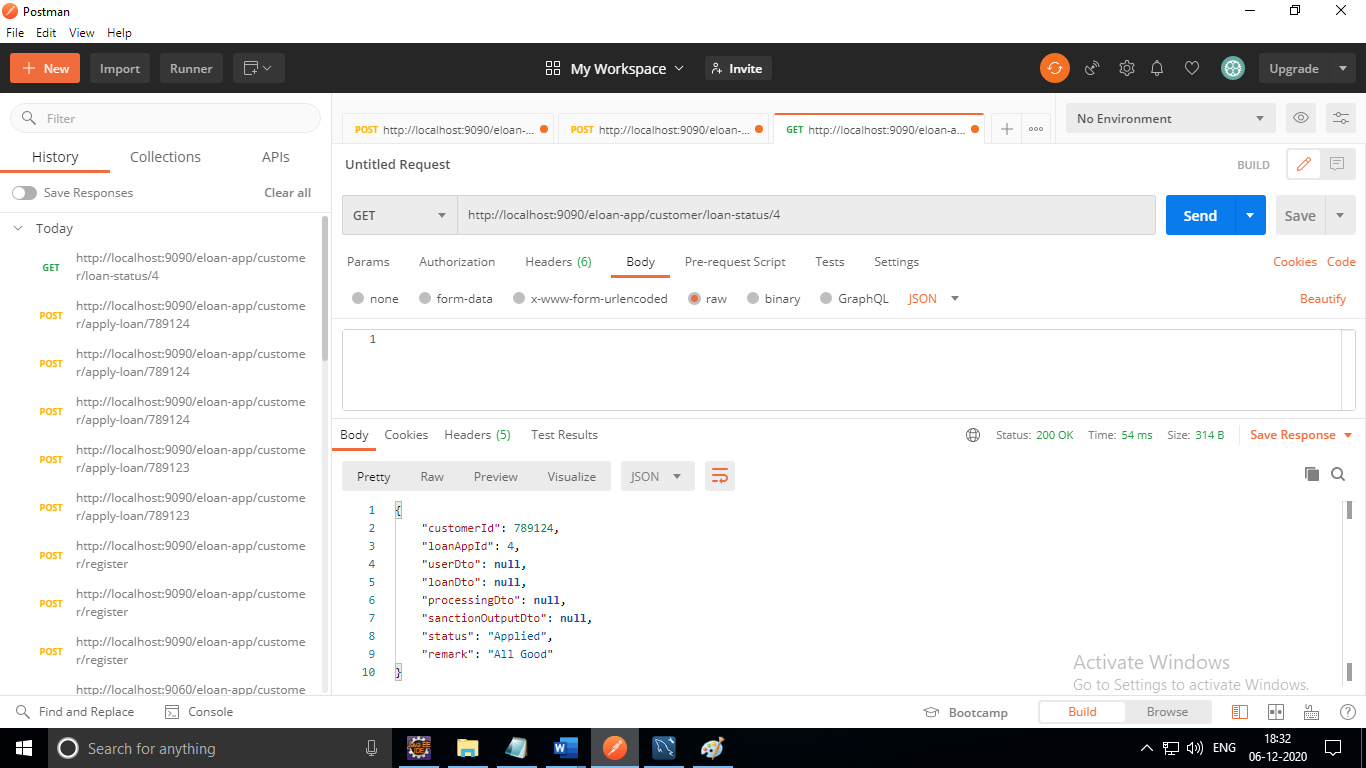 Postman
File Edit View Help
+ New Import Runner My Workspace Invite Upgrade
Filter
History Collections APIs
Save Responses Clear all
Today
GET http://localhost:9090/eloan-app/custome
r/loan-status/4
POST http://localhost:9090/eloan-app/custome
r/apply-loan/789124
POST http://localhost:9090/eloan-app/custome
r/apply-loan/789124
POST http://localhost:9090/eloan-app/custome
r/apply-loan/789124
POST http://localhost:9090/eloan-app/custome
r/apply-loan/789123
POST http://localhost:9090/eloan-app/custome
r/apply-loan/789123
POST http://localhost:9090/eloan-app/custome
r/register
POST http://localhost:9090/eloan-app/custome
r/register
POST http://localhost:9090/eloan-app/custome
r/register
http://localhost:9060/eloan-app/custome
POST http://localhost:9090/eloan-... POST http://localhost:9090/eloan-... GET http://localhost:9090/eloan-a... No Environment
Untitled Request BUILD
GET http://localhost:9090/eloan-app/customer/loan-status/4 Send Save
Params Authorization Headers (6) Body Pre-request Script Tests Settings Cookies Code
none form-data x-www-form-urlencoded raw binary GraphQL JSON Beautify
1
Body Cookies Headers (5) Test Results Status: 200 OK Time: 54 ms Size: 314 B Save Response
Pretty Raw Preview Visualize JSON
1 {
2 "customerId": 789124,
3 "loanAppId": 4,
4 "userDto": null,
5 "loanDto": null,
6 "processingDto": null,
7 "sanctionOutputDto": null,
8 "status": "Applied",
9 "remark": "All Good"
10 }
Activate Windows
Go to Settings to activate Windows.
Find and Replace Console Bootcamp Build Browse
Search for anything ENG 18:32
06-12-2020